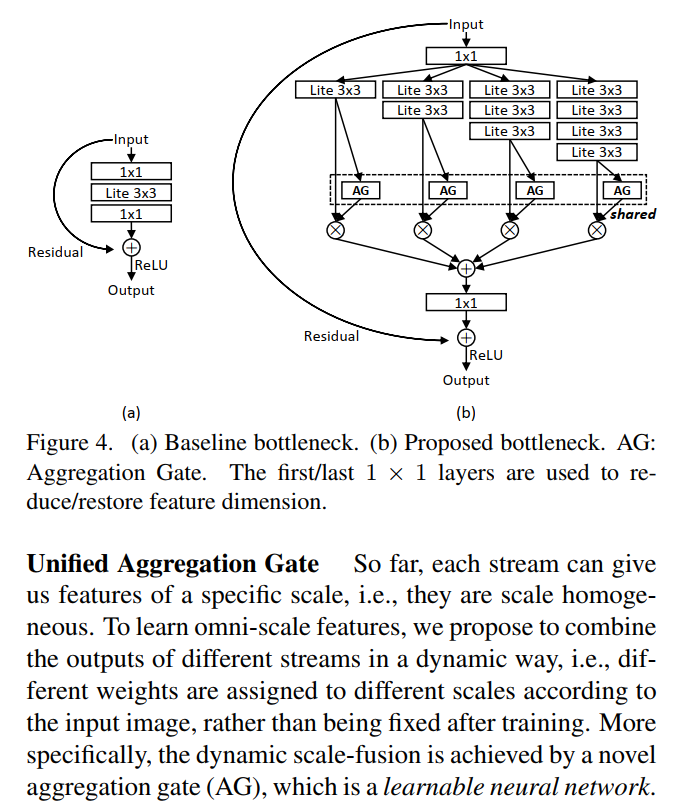 Input
1x1
Lite 3x3
1x1
Residual
ReLU
Output
(a)
Input
1x1
Lite 3x3 Lite 3x3 Lite 3x3 Lite 3x3
Lite 3x3 Lite 3x3 Lite 3x3
Lite 3x3 Lite 3x3
Lite 3x3
AG AG AG AG
shared
1x1
Residual
ReLU
Output
(b)
Figure 4. (a) Baseline bottleneck. (b) Proposed bottleneck. AG:
Aggregation Gate. The first/last 1 × 1 layers are used to re-
duce/restore feature dimension.
Unified Aggregation Gate So far, each stream can give
us features of a specific scale, i.e., they are scale homoge-
neous. To learn omni-scale features, we propose to combine
the outputs of different streams in a dynamic way, i.e., dif-
ferent weights are assigned to different scales according to
the input image, rather than being fixed after training. More
specifically, the dynamic scale-fusion is achieved by a novel
aggregation gate (AG), which is a learnable neural network.